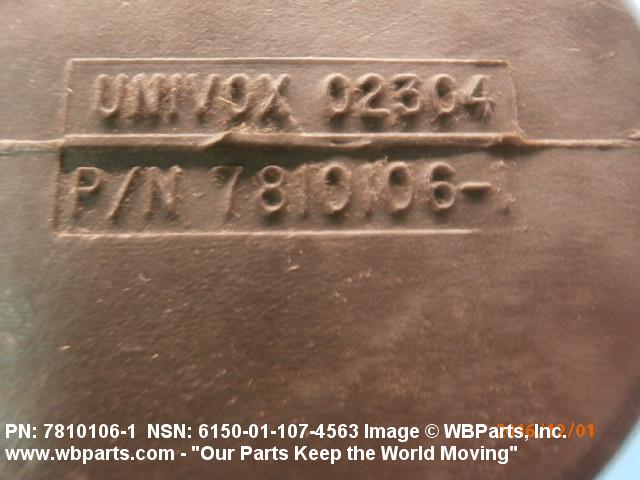 UNIVOX 02304
P/N 7810106-1
PN: 7810106-1 NSN: 6150-01-107-4563 Image © WBParts, Inc.
www.wbparts.com - "Our Parts Keep the World Moving"